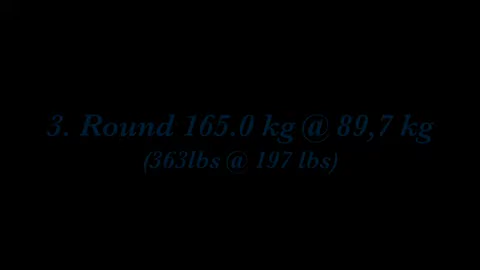 3. Round 165.0 kg @ 89,7 kg
(363lbs @ 197 lbs)